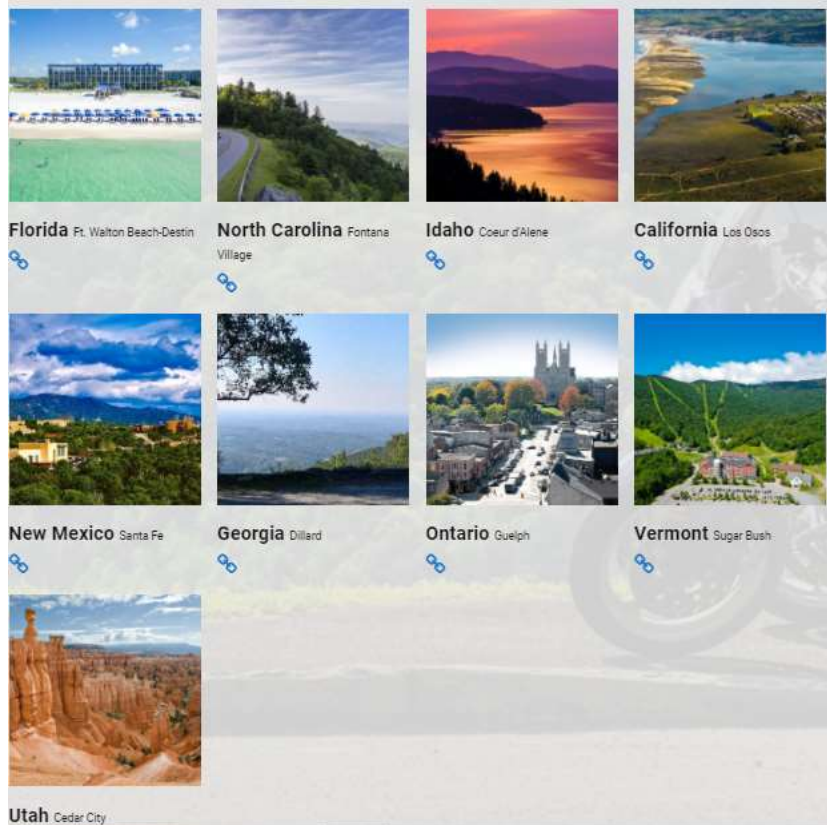 Florida Ft. Walton Beach-Destin
North Carolina Fontana
Village
Idaho Coeur d'Alene
California Los Osos
New Mexico Santa Fe
Georgia Dillard
Ontario Guelph
Vermont Sugar Bush
Utah Cedar City